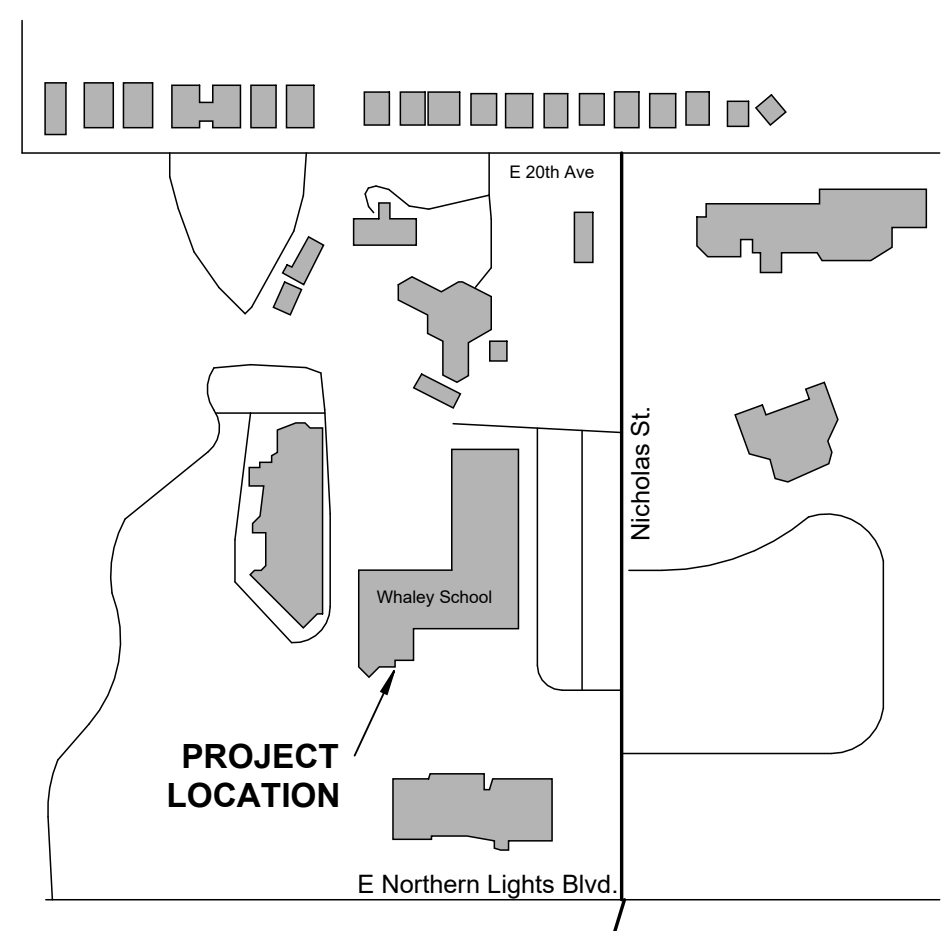 E 20th Ave
Nicholas St.
Whaley School
PROJECT
LOCATION
E Northern Lights Blvd.